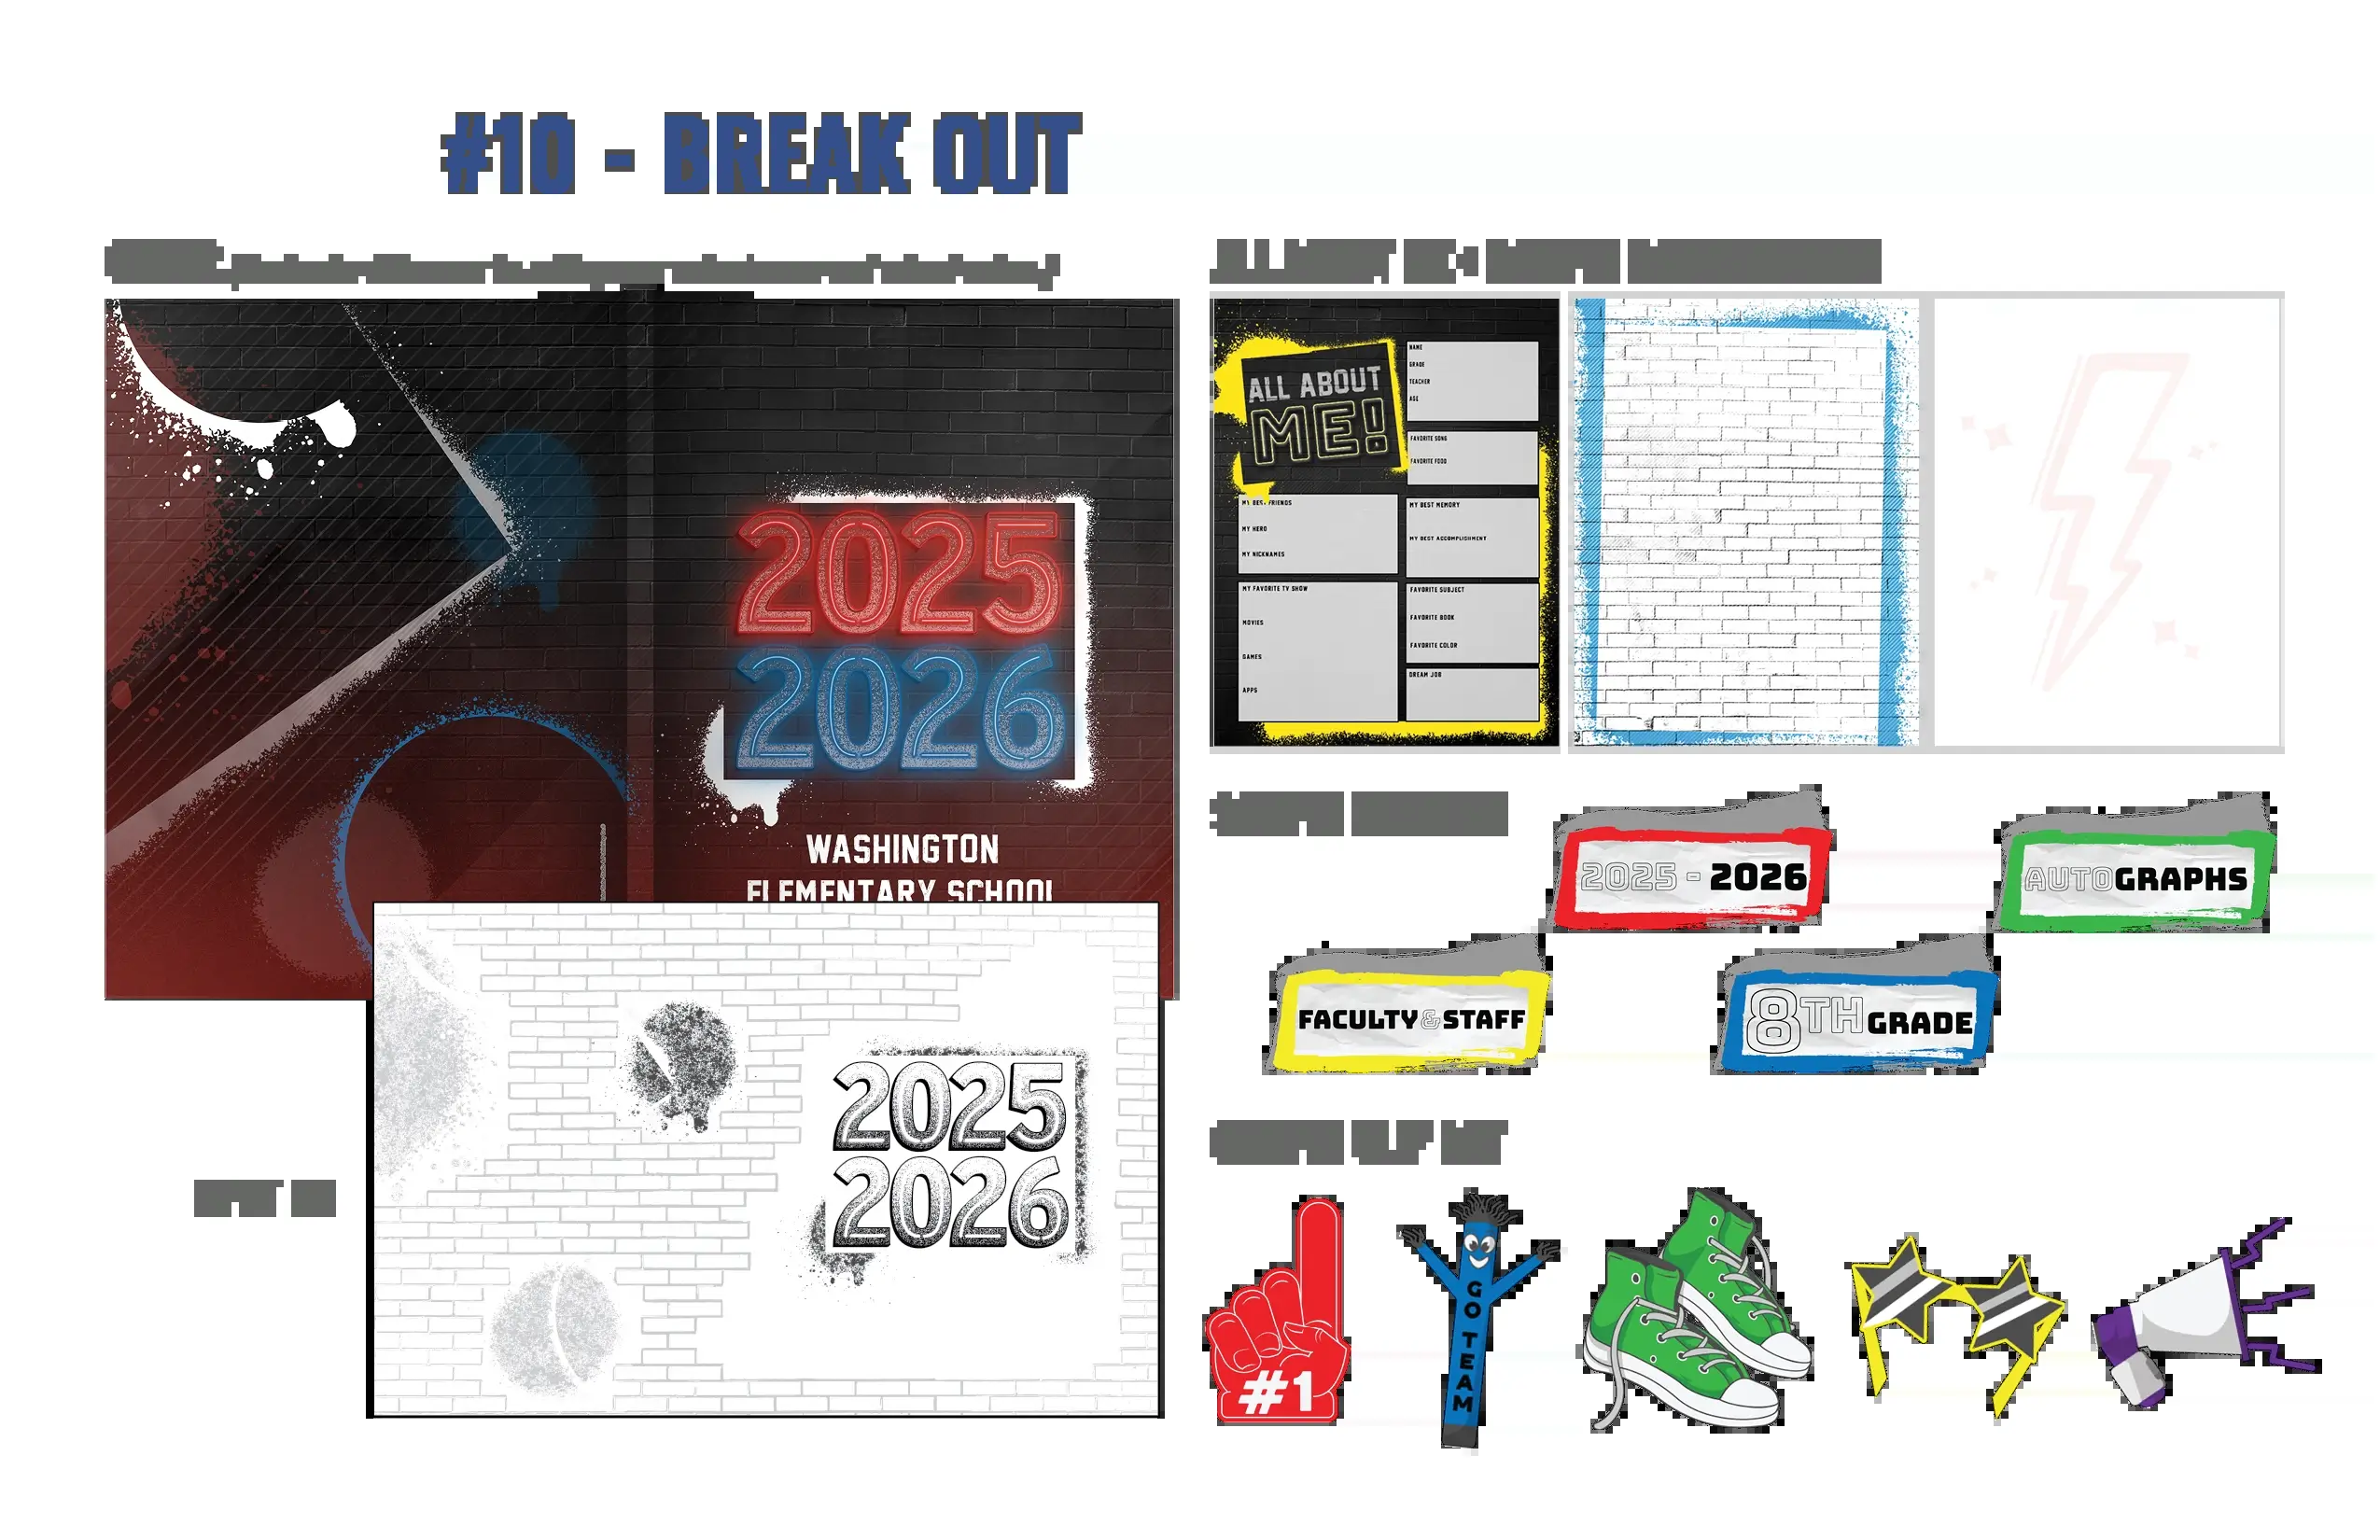 #10 - BREAK OUT
2025
2026
WASHINGTON
ELEMENTARY SCHOOL
2025
2026
ALL ABOUT
ME!
NAME
GRADE
TEACHER
AGE
FAVORITE SONG
FAVORITE FOOD
MY BEST FRIENDS
MY HERO
MY NICKNAMES
MY BEST MEMORY
MY BEST ACCOMPLISHMENT
MY FAVORITE TV SHOW
MOVIES
GAMES
APPS
FAVORITE SUBJECT
FAVORITE BOOK
FAVORITE COLOR
DREAM JOB
2025 - 2026
AUTOGRAPHS
FACULTY & STAFF
8TH GRADE
#1
GO TEAM